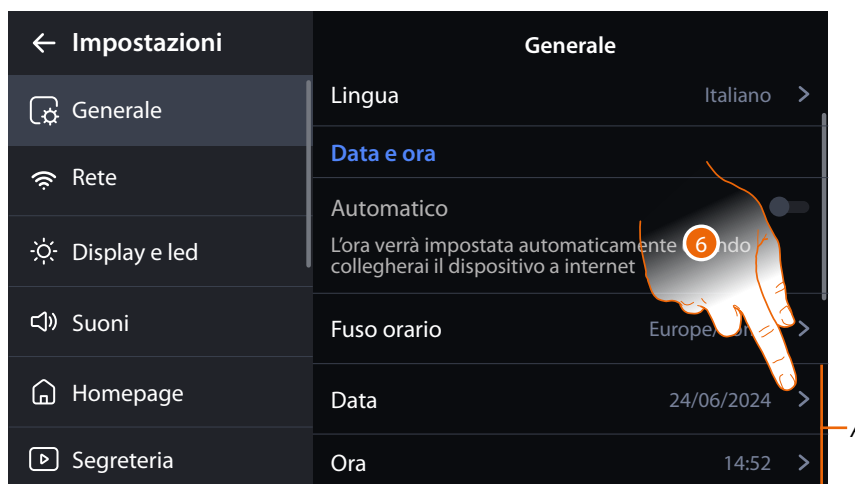 Impostazioni
Generale
Rete
Display e led
Suoni
Homepage
Segreteria
Generale
Lingua Italiano
Data e ora
Automatico
L'ora verrà impostata automaticamente
collegherai il dispositivo a internet
6
Fuso orario
Data 24/06/2024
Ora 14:52